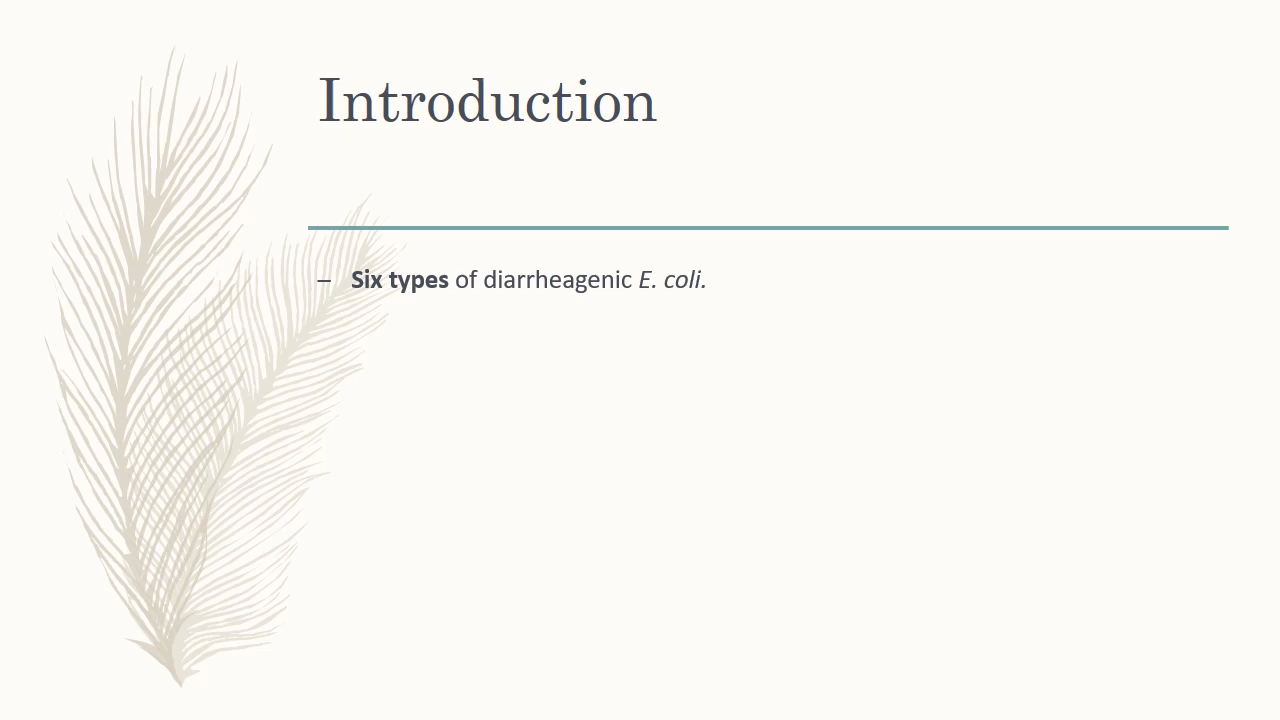 Introduction
– Six types of diarrheagenic E. coli.